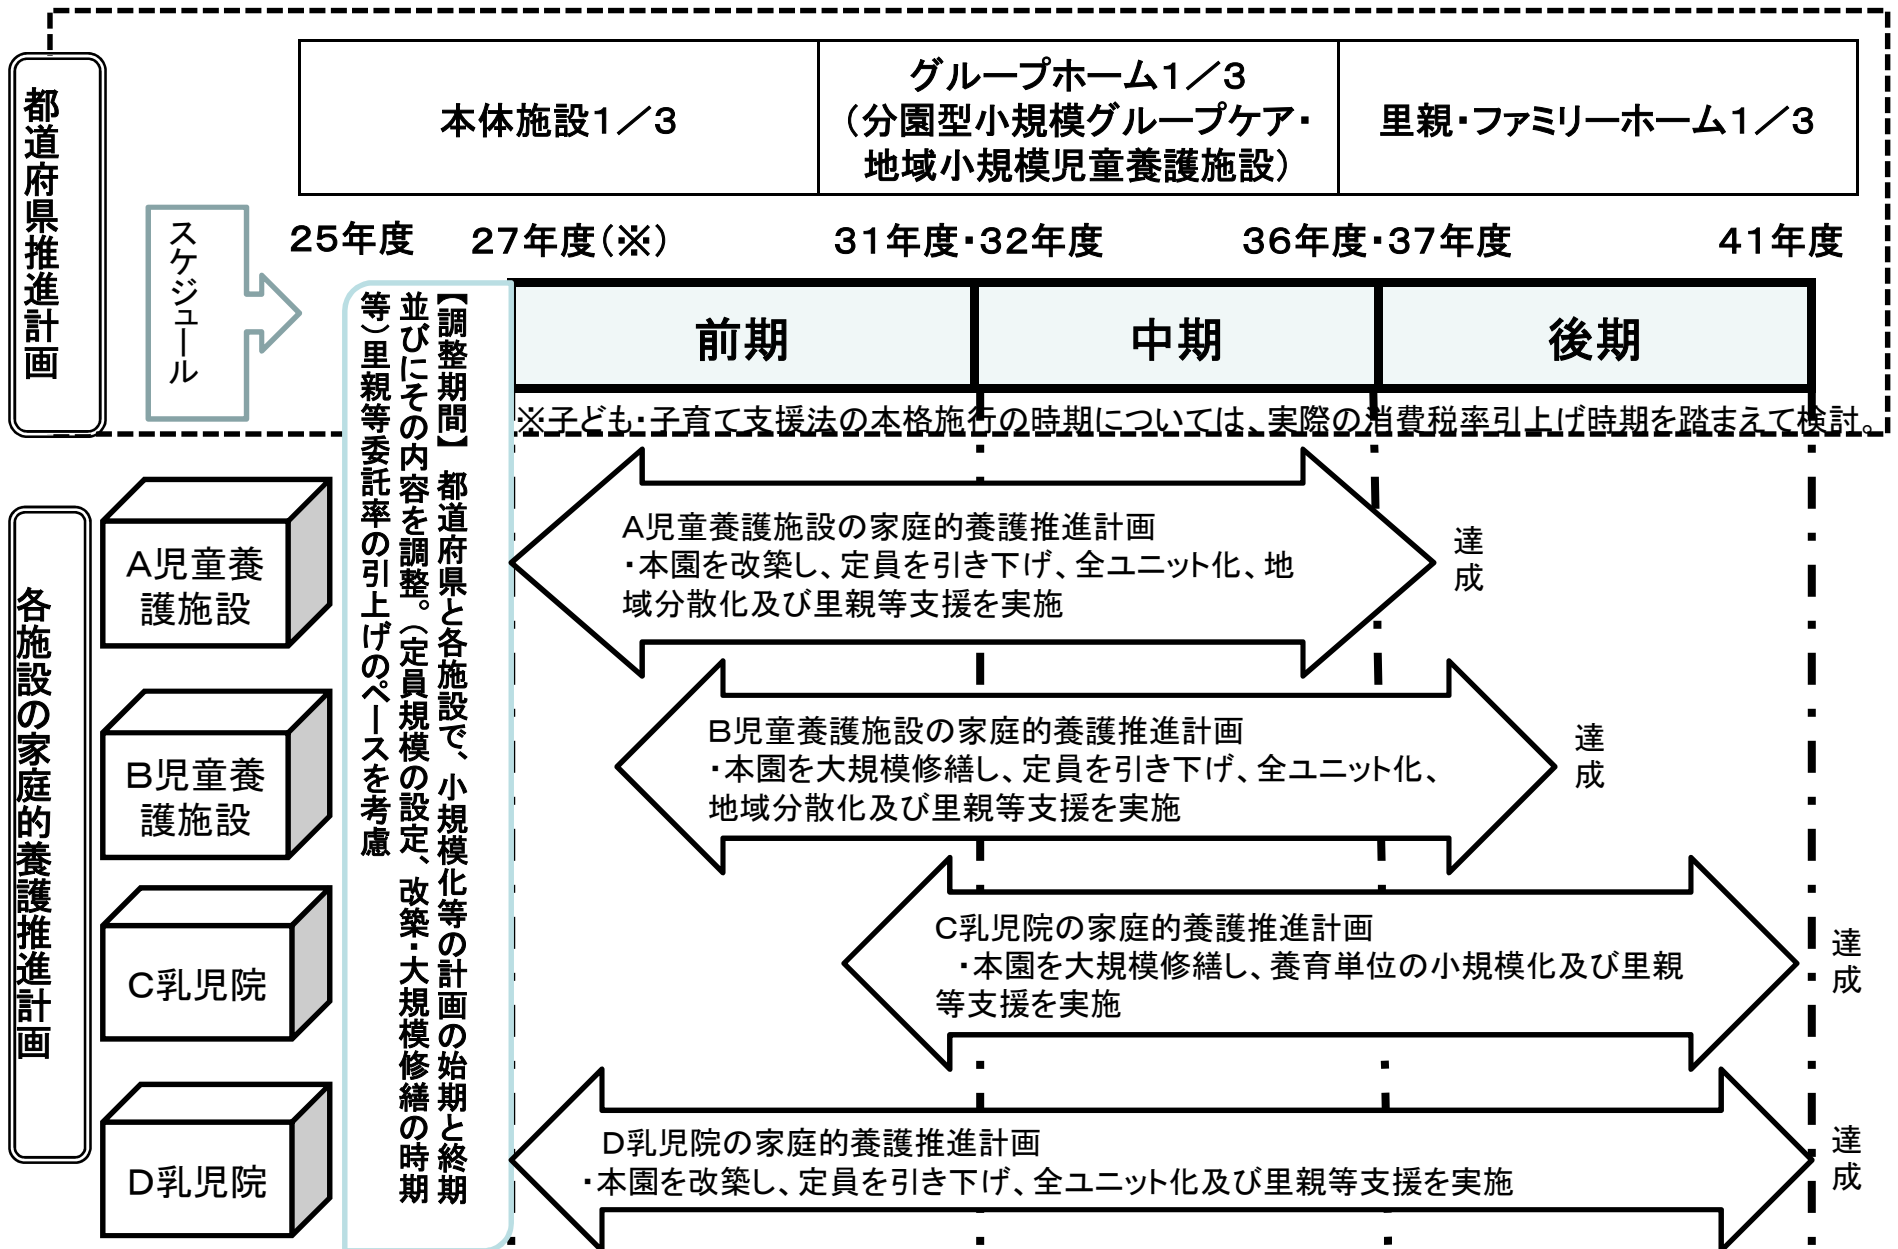 都道府県推進計画
本体施設1／3
グループホーム1／3
（分園型小規模グループケア・
地域小規模児童養護施設）
里親・ファミリーホーム1／3
スケジュール
25年度
27年度（※）
31年度・32年度
36年度・37年度
41年度
前期
中期
後期
※子ども・子育て支援法の本格施行の時期については、実際の消費税率引上げ時期を踏まえて検討。
【調整期間】 都道府県と各施設で、小規模化等の計画の始期と終期
並びにその内容を調整。（定員規模の設定、改築・大規模修繕の時期
等）里親等委託率の引上げのペースを考慮
各施設の家庭的養護推進計画
A児童養
護施設
A児童養護施設の家庭的養護推進計画
・本園を改築し、定員を引き下げ、全ユニット化、地
域分散化及び里親等支援を実施
達成
B児童養
護施設
B児童養護施設の家庭的養護推進計画
・本園を大規模修繕し、定員を引き下げ、全ユニット化、
地域分散化及び里親等支援を実施
達成
C乳児院
C乳児院の家庭的養護推進計画
・本園を大規模修繕し、養育単位の小規模化及び里親
等支援を実施
達成
D乳児院
D乳児院の家庭的養護推進計画
・本園を改築し、定員を引き下げ、全ユニット化及び里親等支援を実施
達成